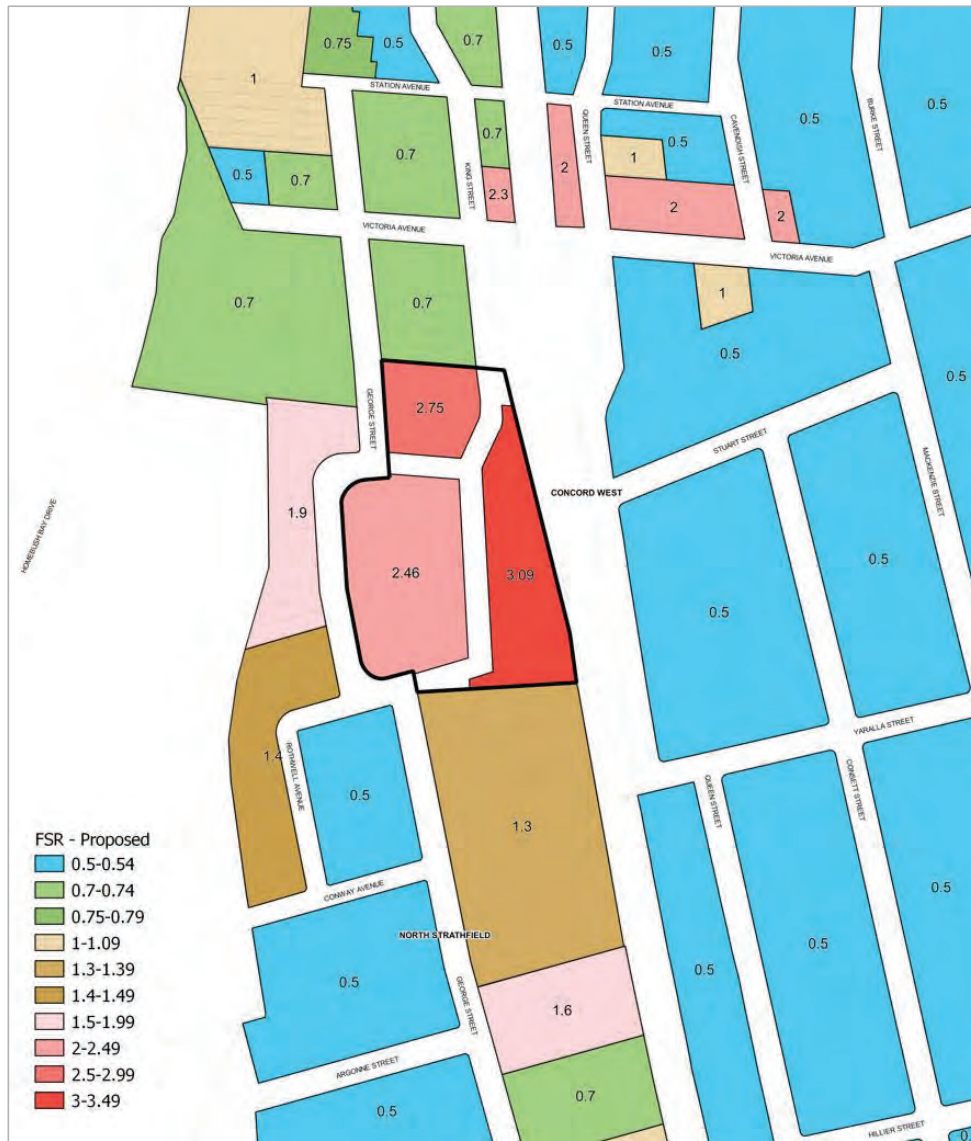 0.75
0.5
0.7
0.5
0.5
0.5
0.5
1
STATION AVENUE
STATION AVENUE
QUEEN STREET
CAVENDISH STREET
BURKE STREET
0.7
0.7
KING STREET
2
1
0.5
0.5
0.7
2.3
2
2
VICTORIA AVENUE
VICTORIA AVENUE
0.7
0.7
1
0.5
0.5
GEORGE STREET
2.75
STUART STREET
MACKENZIE STREET
CONCORD WEST
HOMEBUSH BAY DRIVE
1.9
2.46
3.09
0.5
0.5
YARALLA STREET
ROTHWELL AVENUE
1.4
0.5
1.3
QUEEN STREET
CONSETT STREET
FSR - Proposed
0.5-0.54
0.7-0.74
0.75-0.79
1-1.09
1.3-1.39
1.4-1.49
1.5-1.99
2-2.49
2.5-2.99
3-3.49
CONWAY AVENUE
NORTH STRATHFIELD
0.5
0.5
0.5
0.5
GEORGE STREET
1.6
ARGONNE STREET
0.5
0.7
HILLIER STREET